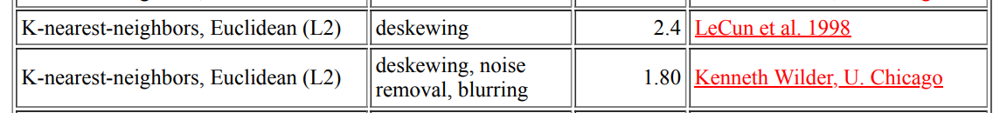 K-nearest-neighbors, Euclidean (L2) deskewing 2.4 LeCun et al. 1998
K-nearest-neighbors, Euclidean (L2) deskewing, noise removal, blurring 1.80 Kenneth Wilder, U. Chicago